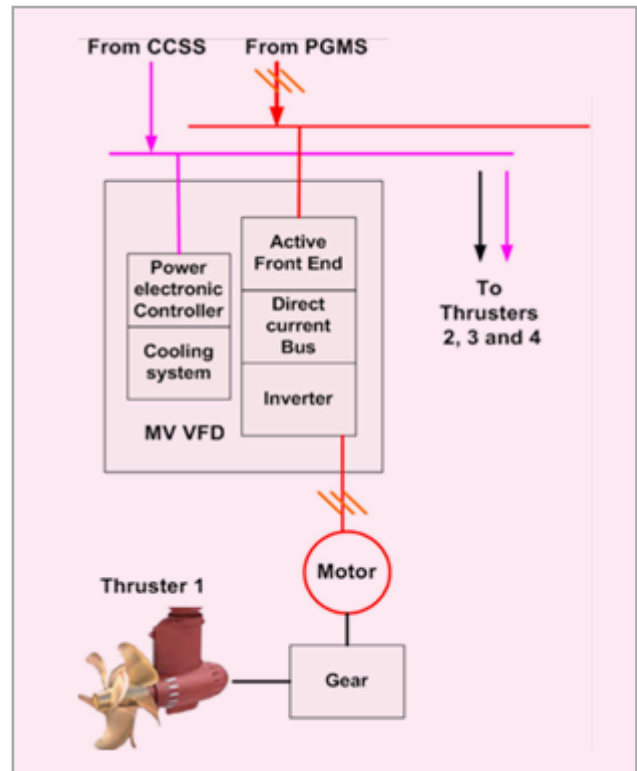 From CCSS
From PGMS
Power
electronic
Controller
Cooling
system
MV VFD
Active
Front End
Direct
current
Bus
Inverter
To
Thrusters
2, 3 and 4
Motor
Thruster 1
Gear